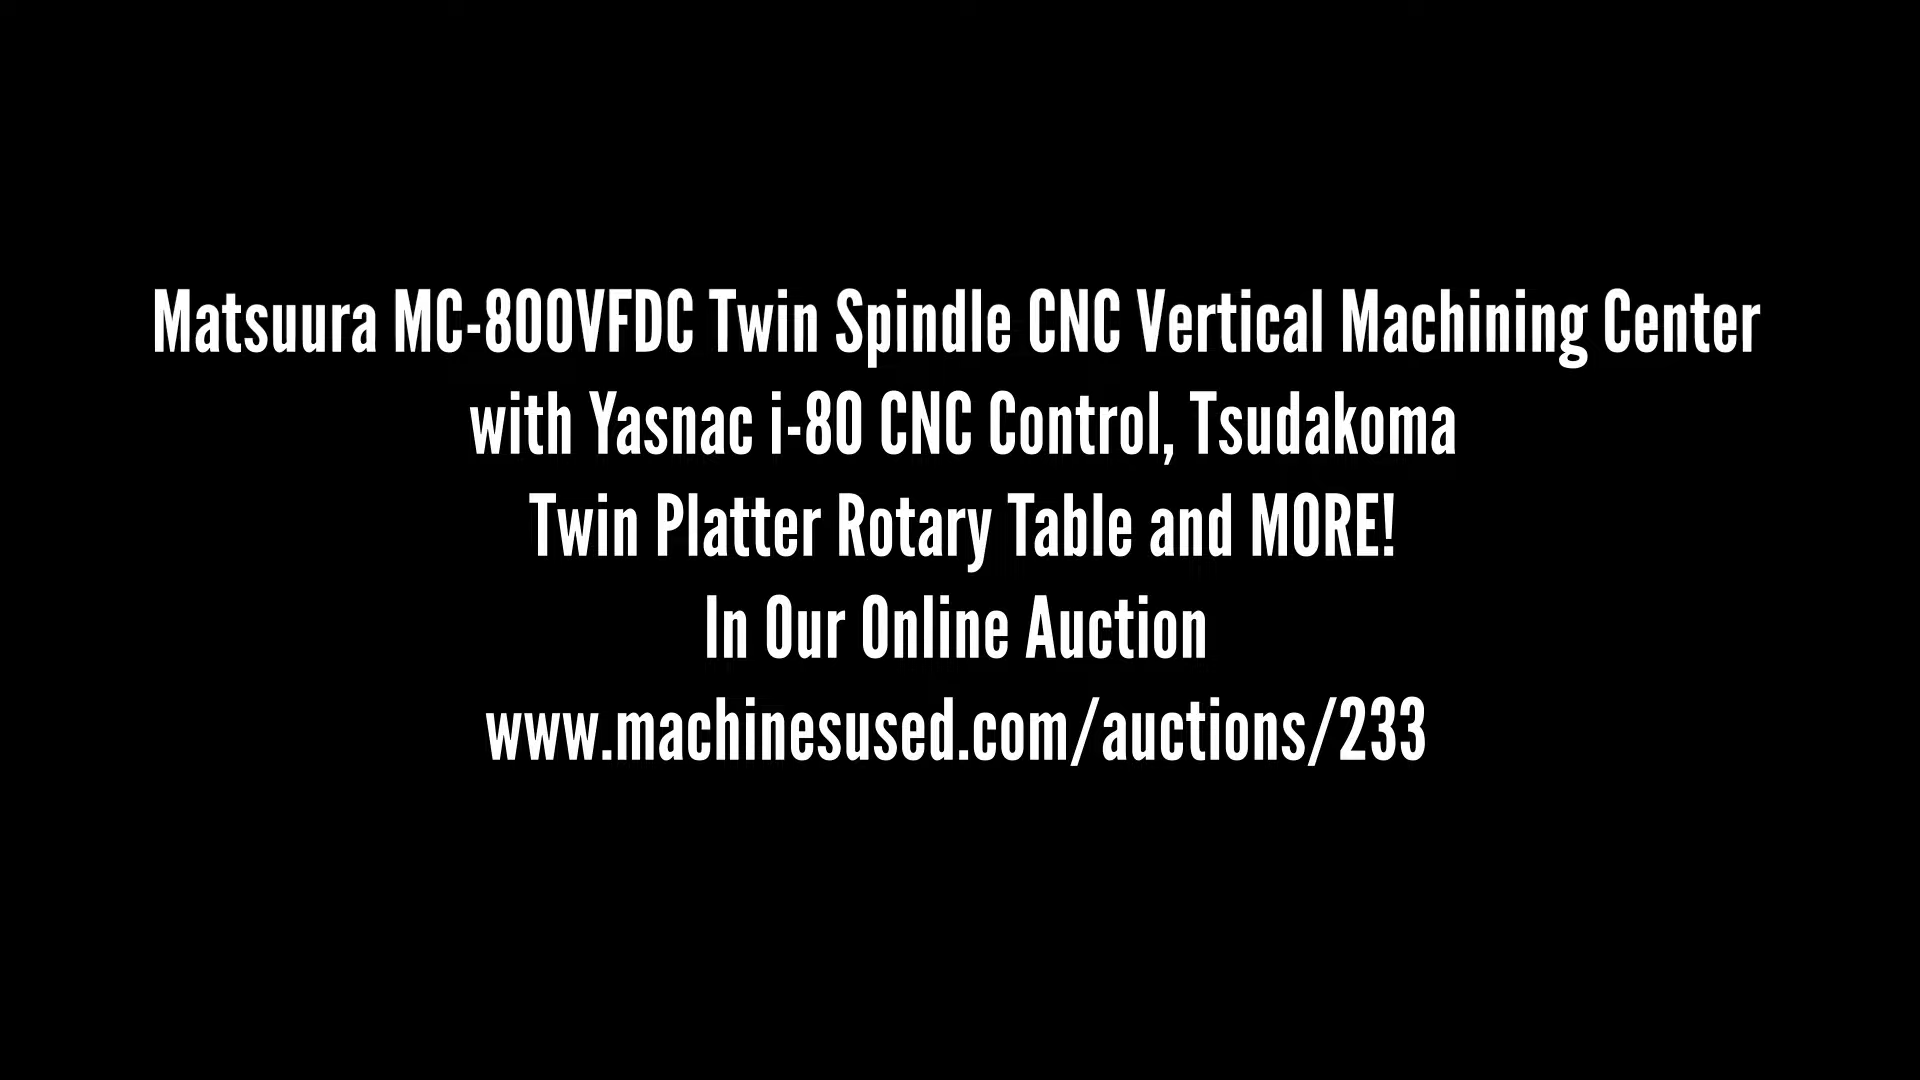 Matsuura MC-800VFDC Twin Spindle CNC Vertical Machining Center
with Yasnac i-80 CNC Control, Tsudakoma
Twin Platter Rotary Table and MORE!
In Our Online Auction
www.machinesused.com/auctions/233